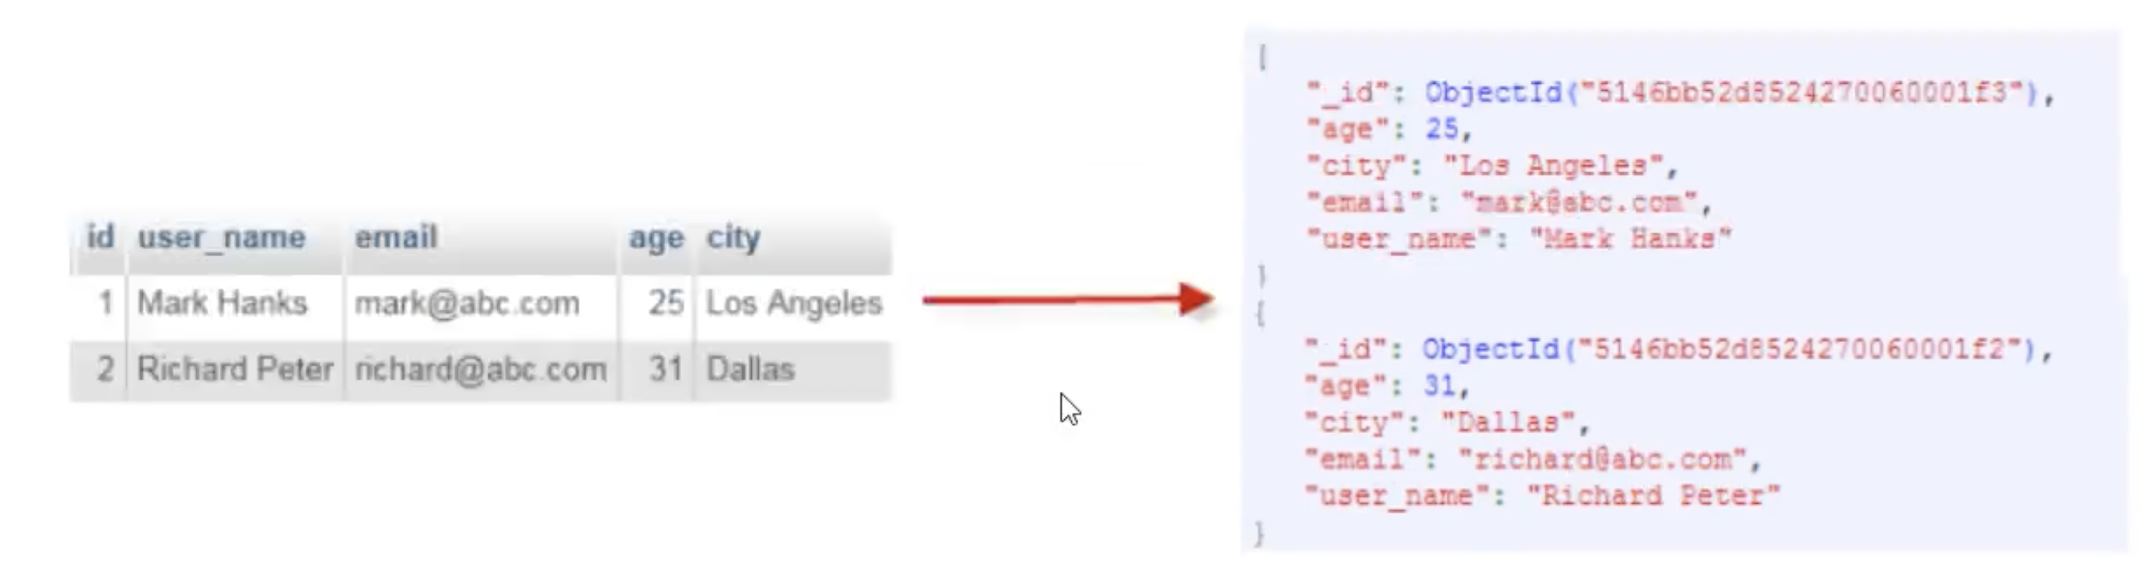 id user_name email age city
1 Mark Hanks mark@abc.com 25 Los Angeles
2 Richard Peter richard@abc.com 31 Dallas
{
"_id": ObjectId("5146bb52d8524270060001f3"),
"age": 25,
"city": "Los Angeles",
"email": "mark@abc.com",
"user_name": "Mark Hanks"
}
{
"_id": ObjectId("5146bb52d8524270060001f2"),
"age": 31,
"city": "Dallas",
"email": "richard@abc.com",
"user_name": "Richard Peter"
}